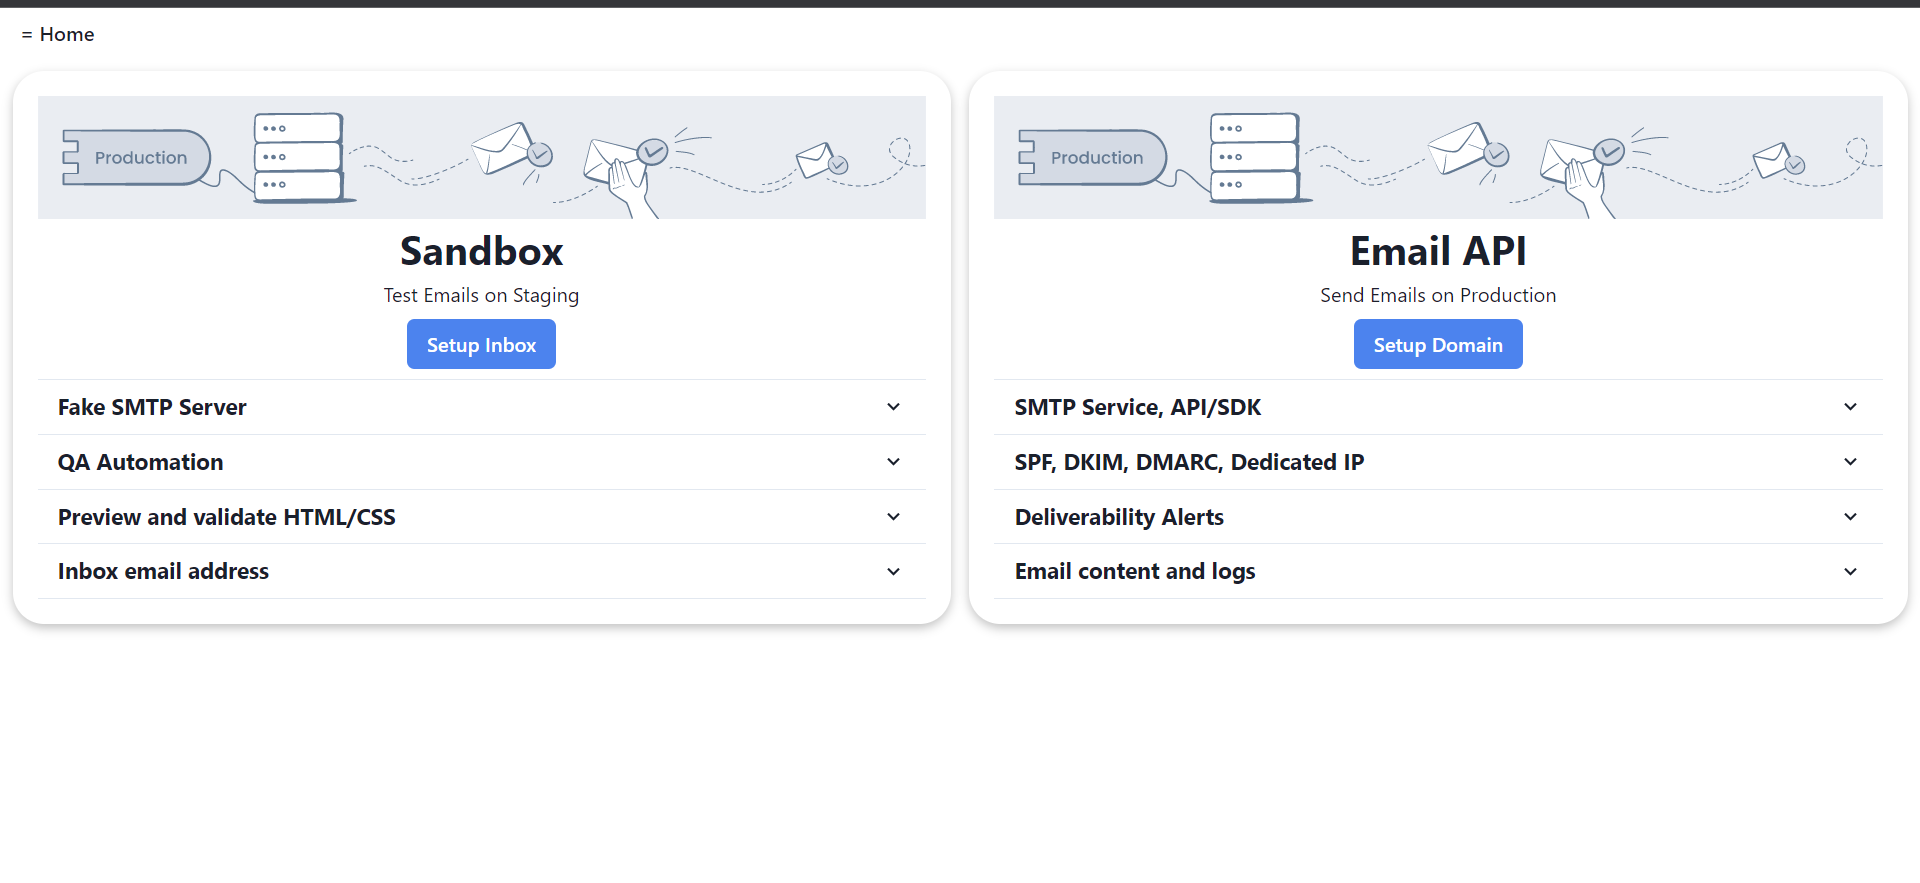 = Home
Production
Sandbox
Test Emails on Staging
Setup Inbox
Fake SMTP Server
QA Automation
Preview and validate HTML/CSS
Inbox email address
Production
Email API
Send Emails on Production
Setup Domain
SMTP Service, API/SDK
SPF, DKIM, DMARC, Dedicated IP
Deliverability Alerts
Email content and logs